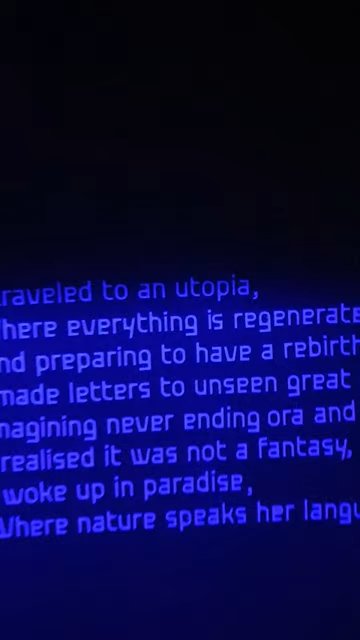 traveled to an utopia,
here everything is regenerate
nd preparing to have a rebirth
made letters to unseen great
magining never ending ora and
realised it was not a fantasy,
woke up in paradise,
Where nature speaks her langu